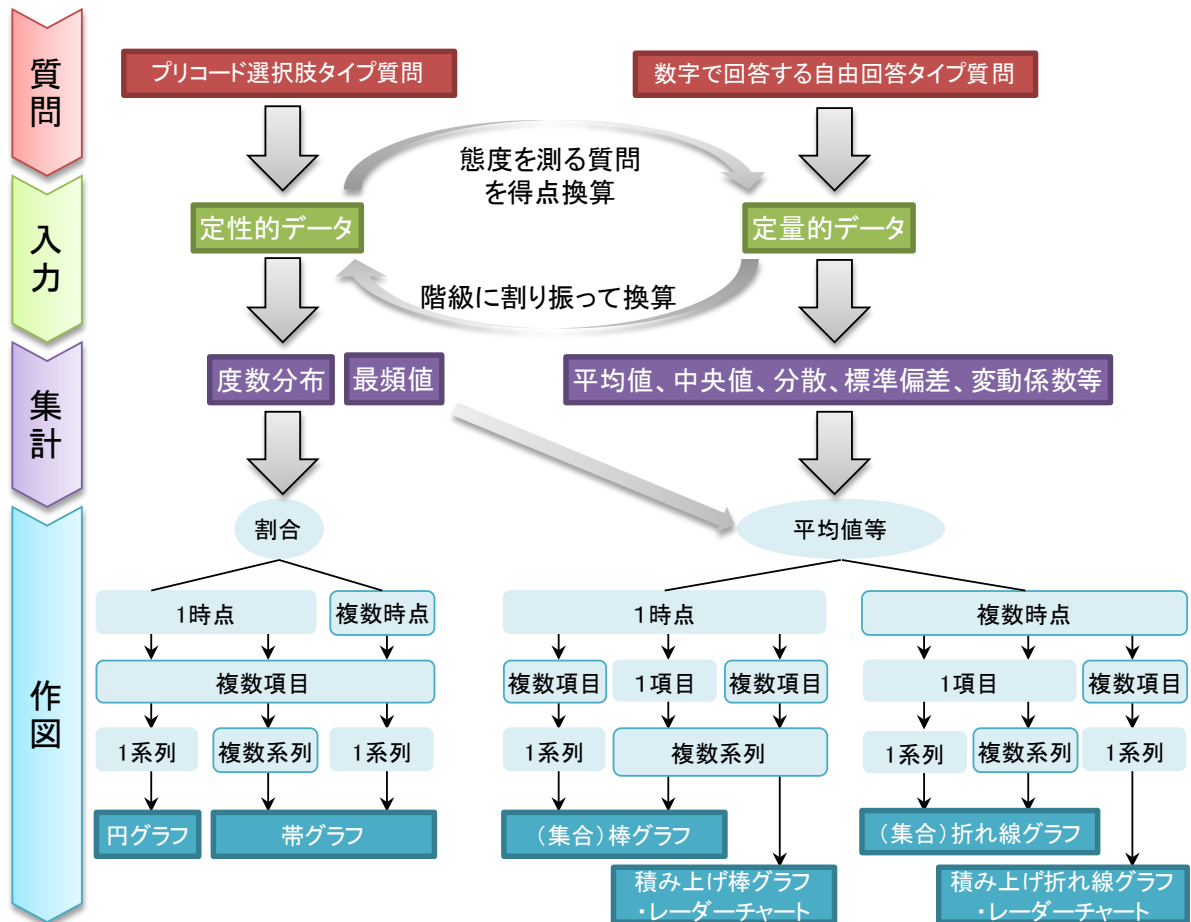 質問
プリコード選択肢タイプ質問
数字で回答する自由回答タイプ質問
態度を測る質問
を得点換算
入力
定性的データ
定量的データ
階級に割り振って換算
集計
度数分布
最頻値
平均値、中央値、分散、標準偏差、変動係数等
作図
割合
平均値等
1時点
複数時点
1時点
複数時点
複数項目
複数項目
1項目
複数項目
1項目
複数項目
1系列
複数系列
1系列
1系列
複数系列
1系列
複数系列
1系列
円グラフ
帯グラフ
(集合)棒グラフ
(集合)折れ線グラフ
積み上げ棒グラフ
・レーダーチャート
積み上げ折れ線グラフ
・レーダーチャート